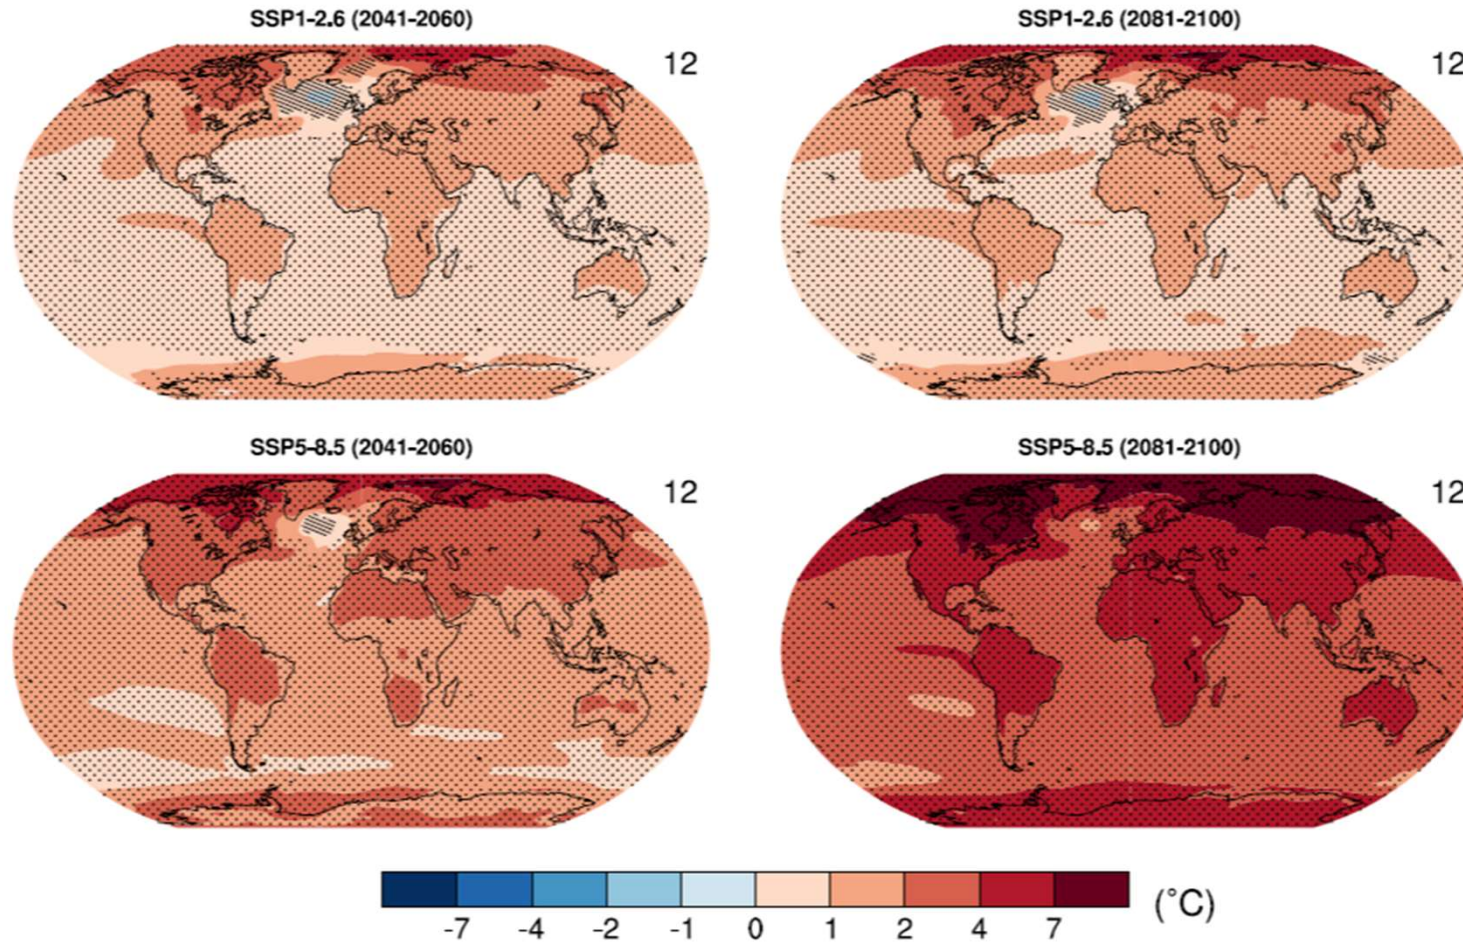 SSP1-2.6 (2041-2060)
12
SSP1-2.6 (2081-2100)
12
SSP5-8.5 (2041-2060)
12
SSP5-8.5 (2081-2100)
12
-7 -4 -2 -1 0 1 2 4 7
(°C)